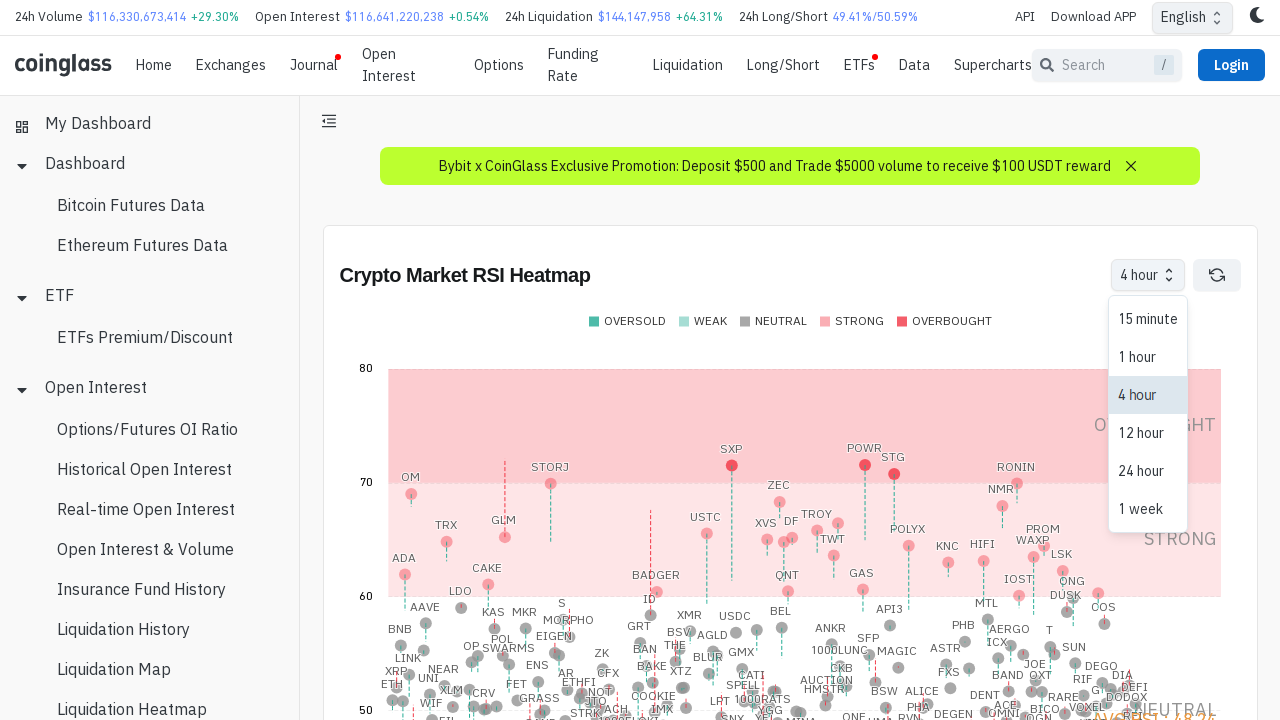 24h Volume $116,330,673,414 +29.30% Open Interest $116,641,220,238 +0.54% 24h Liquidation $144,147,958 +64.31% 24h Long/Short 49.41%/50.59% API Download APP English
coinglass Home Exchanges Journal Open Interest Options Funding Rate Liquidation Long/Short ETFs Data Supercharts Search / Login
My Dashboard
Dashboard
Bitcoin Futures Data
Ethereum Futures Data
ETF
ETFs Premium/Discount
Open Interest
Options/Futures OI Ratio
Historical Open Interest
Real-time Open Interest
Open Interest & Volume
Insurance Fund History
Liquidation History
Liquidation Map
Liquidation Heatmap
Bybit x CoinGlass Exclusive Promotion: Deposit $500 and Trade $5000 volume to receive $100 USDT reward
Crypto Market RSI Heatmap
4 hour
15 minute
1 hour
4 hour
12 hour
24 hour
1 week
OVERSOLD WEAK NEUTRAL STRONG OVERBOUGHT
80
SXP POWR
STG
OM STORJ RONIN
70
ZEC NMR
GLM USTC XVS DF TROY
TRX POLYX PROM
TWT KNC HIFI WAXP
ADA CAKE BADGER QNT GAS IOST LSK
STRONG
60
LDO ID ONG
AAVE KAS MKR S XMR USDC BEL API3 MTL DUSK COS
BNB POL EIGEN MORPHO GRT BSV AGLD ANKR SFP PHB AERGO T
LINK OP SWARMS BAN THE GMX 1000LUNC MAGIC ASTR ICX SUN
XRP NEAR ENS ZK BLUR CKB FXS JOE DEGO
ETH UNI FET AR CFX BAKE XTZ CATI AUCTION BAND OXT RIF DIA
WIF XLM CRV GRASS ETHFI COOKIE SPELL HMSTR BSW ALICE DENT RARE DEFI
STRK IMX LRT 1000RATS PHA ACE VOXEL DODOX
DEGEN BICO
NEUTRAL
50